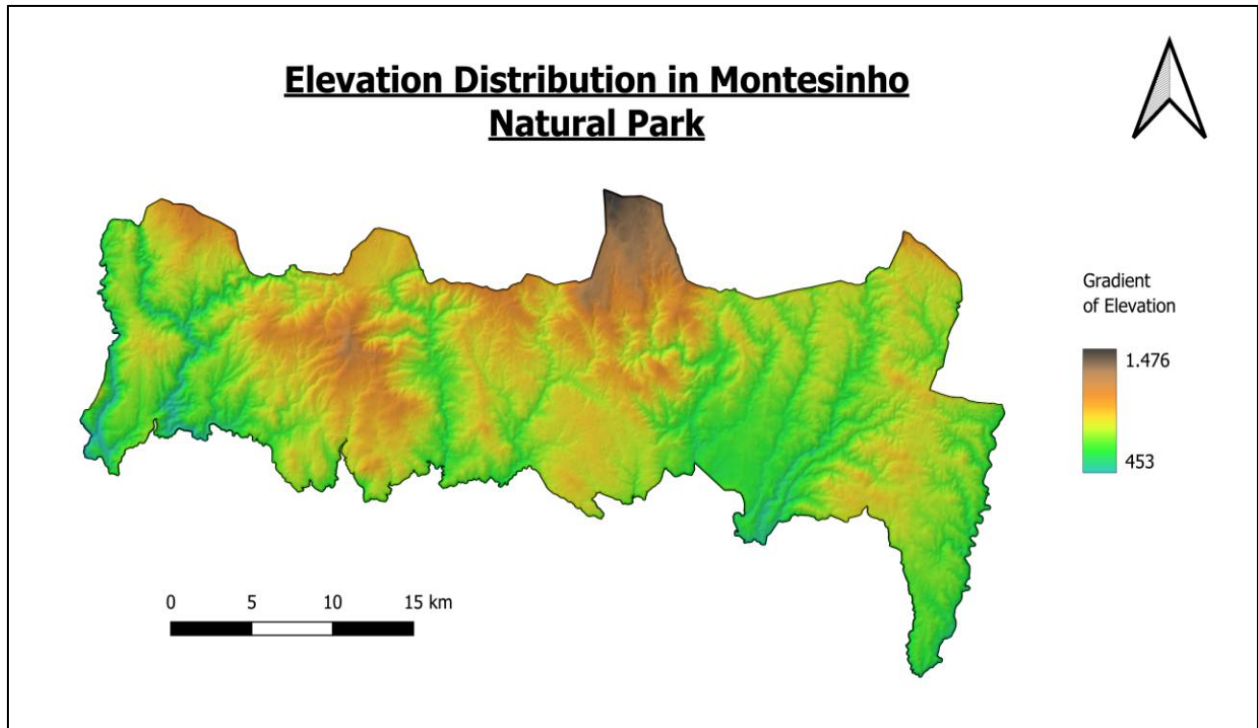 Elevation Distribution in Montesinho
Natural Park
Gradient
of Elevation
1.476
453
0 5 10 15 km